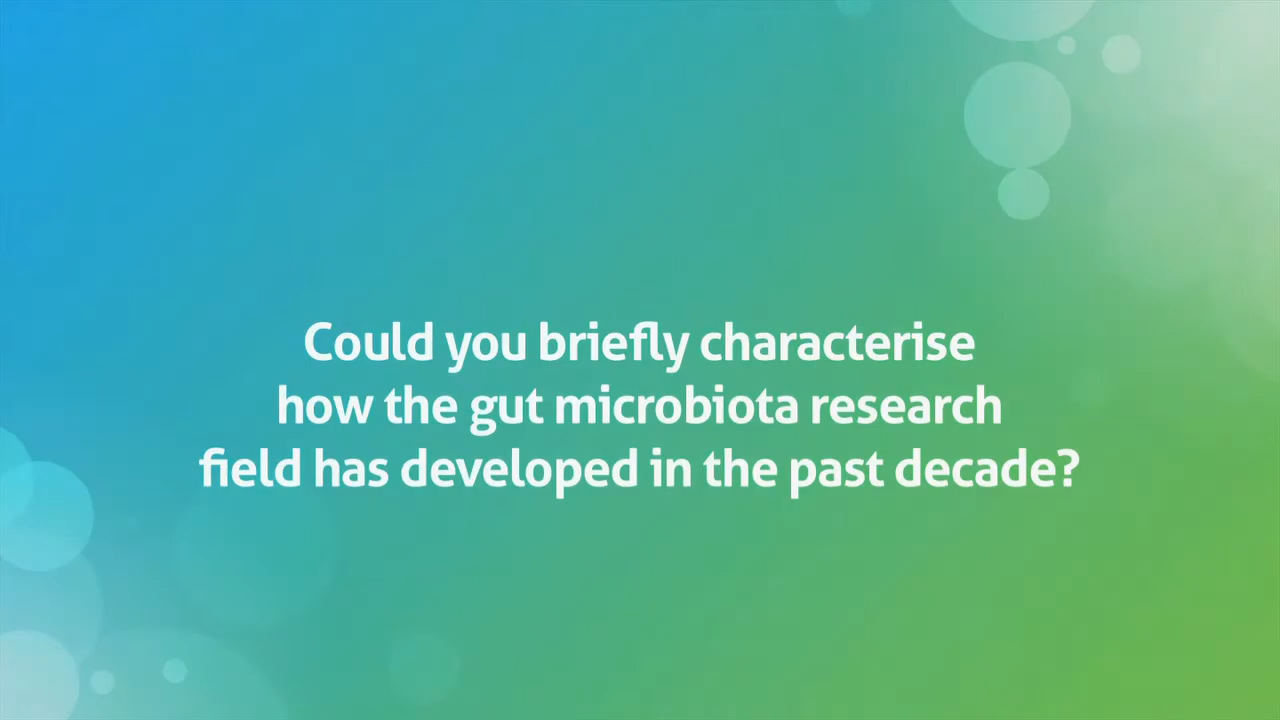 Could you briefly characterise
how the gut microbiota research
field has developed in the past decade?